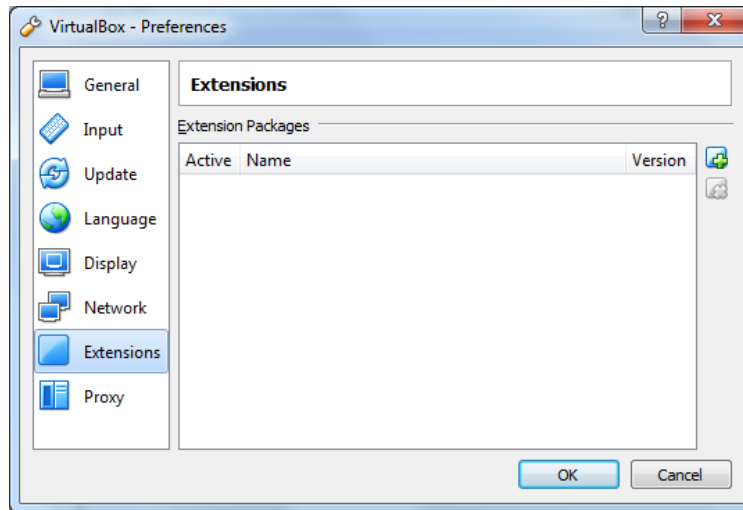 VirtualBox - Preferences
General
Input
Update
Language
Display
Network
Extensions
Proxy
Extensions
Extension Packages
Active Name Version
OK Cancel